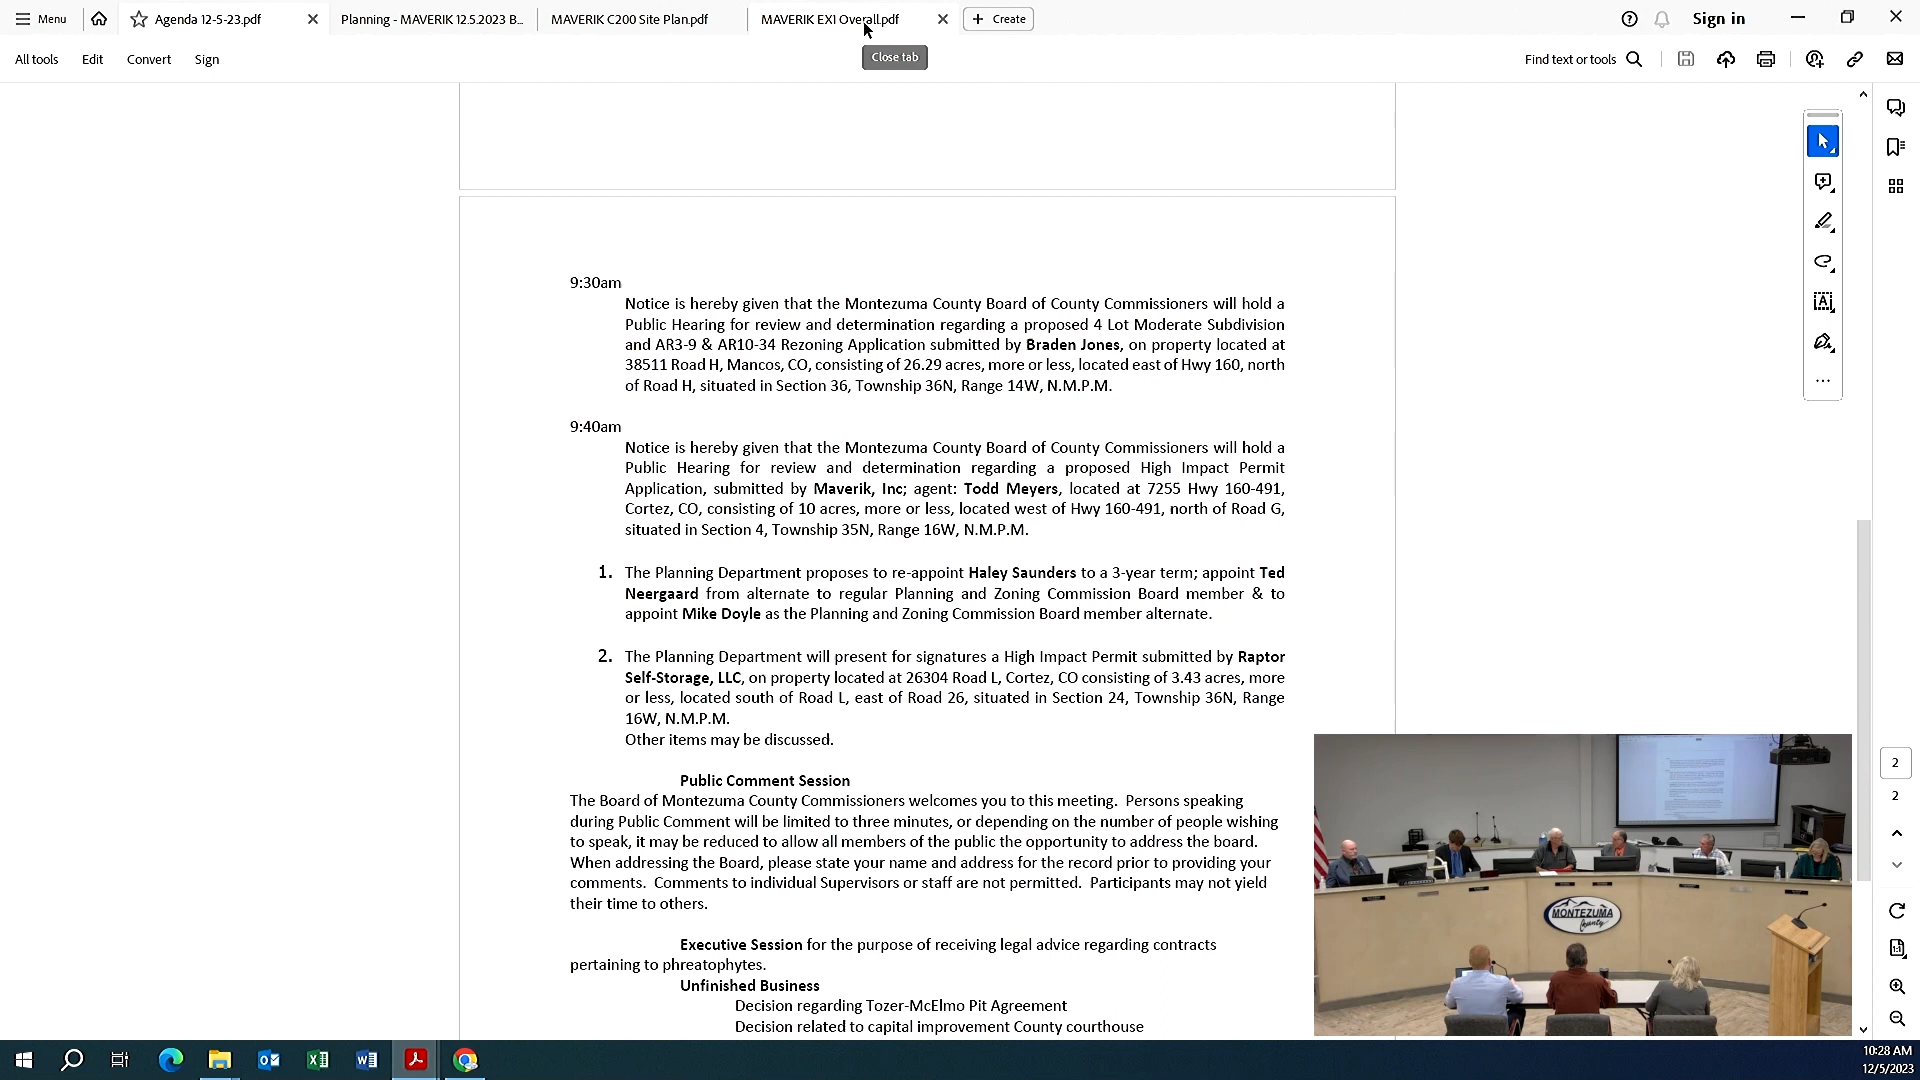 Menu
Agenda 12-5-23.pdf
Planning - MAVERIK 12.5.2023 B...
MAVERIK C200 Site Plan.pdf
MAVERIK EXI Overall.pdf
Create
Sign in
Close tab
All tools
Edit
Convert
Sign
Find text or tools
9:30am
Notice is hereby given that the Montezuma County Board of County Commissioners will hold a
Public Hearing for review and determination regarding a proposed 4 Lot Moderate Subdivision
and AR3-9 & AR10-34 Rezoning Application submitted by Braden Jones, on property located at
38511 Road H, Mancos, CO, consisting of 26.29 acres, more or less, located east of Hwy 160, north
of Road H, situated in Section 36, Township 36N, Range 14W, N.M.P.M.
9:40am
Notice is hereby given that the Montezuma County Board of County Commissioners will hold a
Public Hearing for review and determination regarding a proposed High Impact Permit
Application, submitted by Maverik, Inc; agent: Todd Meyers, located at 7255 Hwy 160-491,
Cortez, CO, consisting of 10 acres, more or less, located west of Hwy 160-491, north of Road G,
situated in Section 4, Township 35N, Range 16W, N.M.P.M.
1. The Planning Department proposes to re-appoint Haley Saunders to a 3-year term; appoint Ted
Neergaard from alternate to regular Planning and Zoning Commission Board member & to
appoint Mike Doyle as the Planning and Zoning Commission Board member alternate.
2. The Planning Department will present for signatures a High Impact Permit submitted by Raptor
Self-Storage, LLC, on property located at 26304 Road L, Cortez, CO consisting of 3.43 acres, more
or less, located south of Road L, east of Road 26, situated in Section 24, Township 36N, Range
16W, N.M.P.M.
Other items may be discussed.
Public Comment Session
The Board of Montezuma County Commissioners welcomes you to this meeting. Persons speaking
during Public Comment will be limited to three minutes, or depending on the number of people wishing
to speak, it may be reduced to allow all members of the public the opportunity to address the board.
When addressing the Board, please state your name and address for the record prior to providing your
comments. Comments to individual Supervisors or staff are not permitted. Participants may not yield
their time to others.
Executive Session for the purpose of receiving legal advice regarding contracts
pertaining to phreatophytes.
Unfinished Business
Decision regarding Tozer-McElmo Pit Agreement
Decision related to capital improvement County courthouse
2
2
MONTEZUMA
County
10:28 AM
12/5/2023